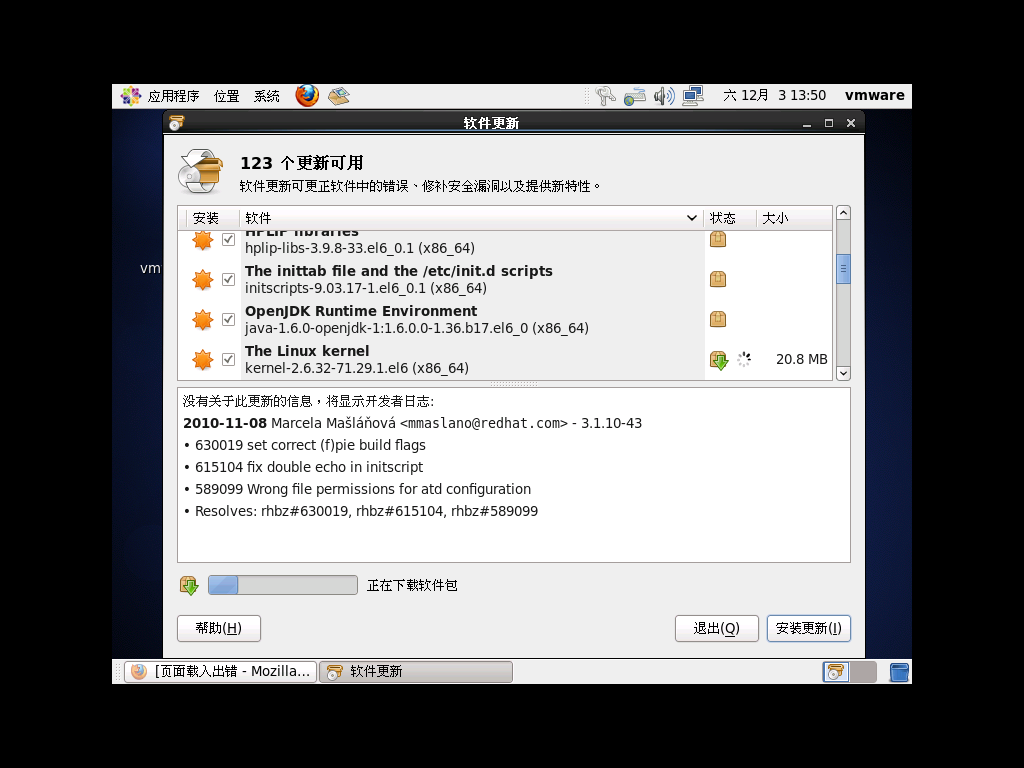 应用程序 位置 系统 六 12月 3 13:50 vmware
软件更新
123 个更新可用
软件更新可更正软件中的错误、修补安全漏洞以及提供新特性。
安装 软件 状态 大小
HPLIP libraries
hplip-libs-3.9.8-33.el6_0.1 (x86_64)
vm
The inittab file and the /etc/init.d scripts
initscripts-9.03.17-1.el6_0.1 (x86_64)
OpenJDK Runtime Environment
java-1.6.0-openjdk-1:1.6.0.0-1.36.b17.el6_0 (x86_64)
The Linux kernel
kernel-2.6.32-71.29.1.el6 (x86_64)
20.8 MB
没有关于此更新的信息，将显示开发者日志:
2010-11-08 Marcela Mašláňová <mmaslano@redhat.com> - 3.1.10-43
• 630019 set correct (f)pie build flags
• 615104 fix double echo in initscript
• 589099 Wrong file permissions for atd configuration
• Resolves: rhbz#630019, rhbz#615104, rhbz#589099
正在下载软件包
帮助(H) 退出(Q) 安装更新(I)
[页面载入出错 - Mozilla... 软件更新